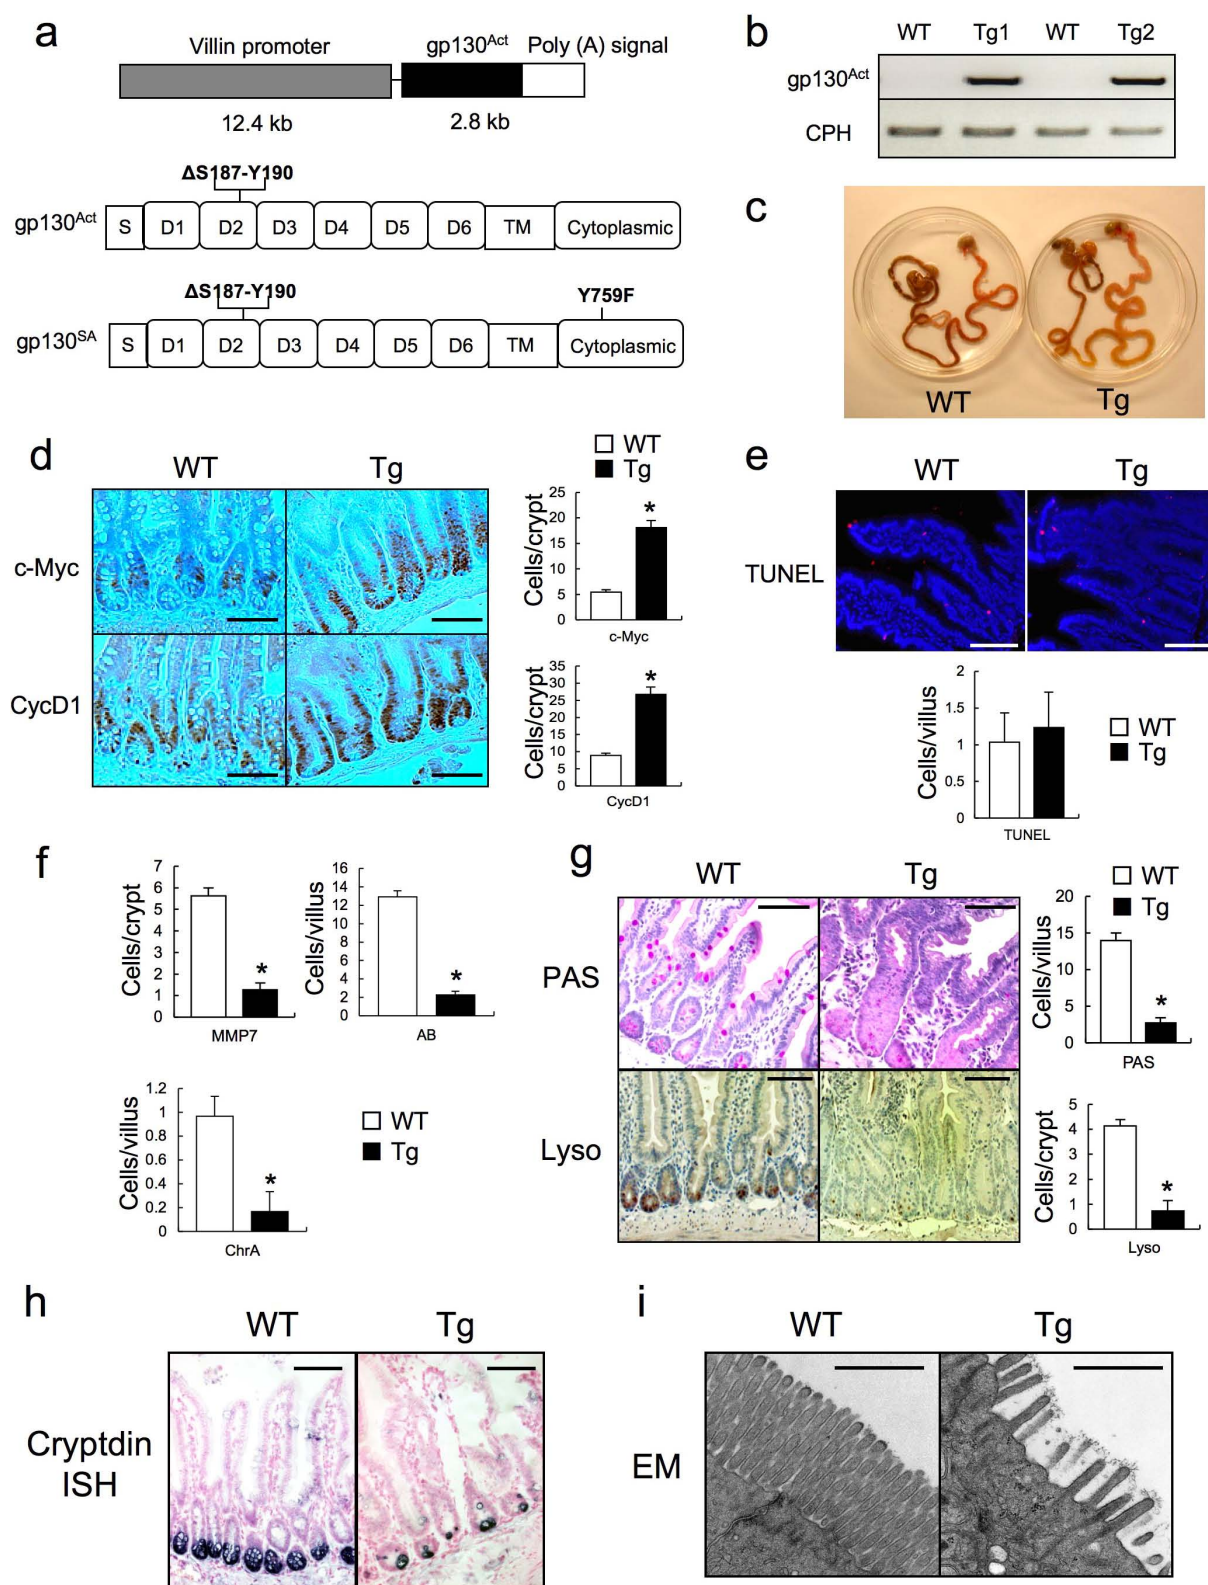 a
Villin promoter
gp130Act
Poly (A) signal
12.4 kb
2.8 kb
ΔS187-Y190
gp130Act
S
D1
D2
D3
D4
D5
D6
TM
Cytoplasmic
ΔS187-Y190
Y759F
gp130SA
S
D1
D2
D3
D4
D5
D6
TM
Cytoplasmic
b
WT
Tg1
WT
Tg2
gp130Act
CPH
c
WT
Tg
d
WT
Tg
c-Myc
CycD1
WT
Tg
Cells/crypt
25
20
15
10
5
0
*
c-Myc
Cells/crypt
35
30
25
20
15
10
5
0
*
CycD1
e
WT
Tg
TUNEL
Cells/villus
2
1.5
1
0.5
0
TUNEL
WT
Tg
f
Cells/crypt
7
6
5
4
3
2
1
0
*
MMP7
Cells/villus
16
14
12
10
8
6
4
2
0
*
AB
Cells/villus
1.2
1
0.8
0.6
0.4
0.2
0
*
ChrA
WT
Tg
g
WT
Tg
PAS
Lyso
WT
Tg
Cells/villus
20
15
10
5
0
*
PAS
Cells/crypt
5
4
3
2
1
0
*
Lyso
h
WT
Tg
Cryptdin
ISH
i
WT
Tg
EM